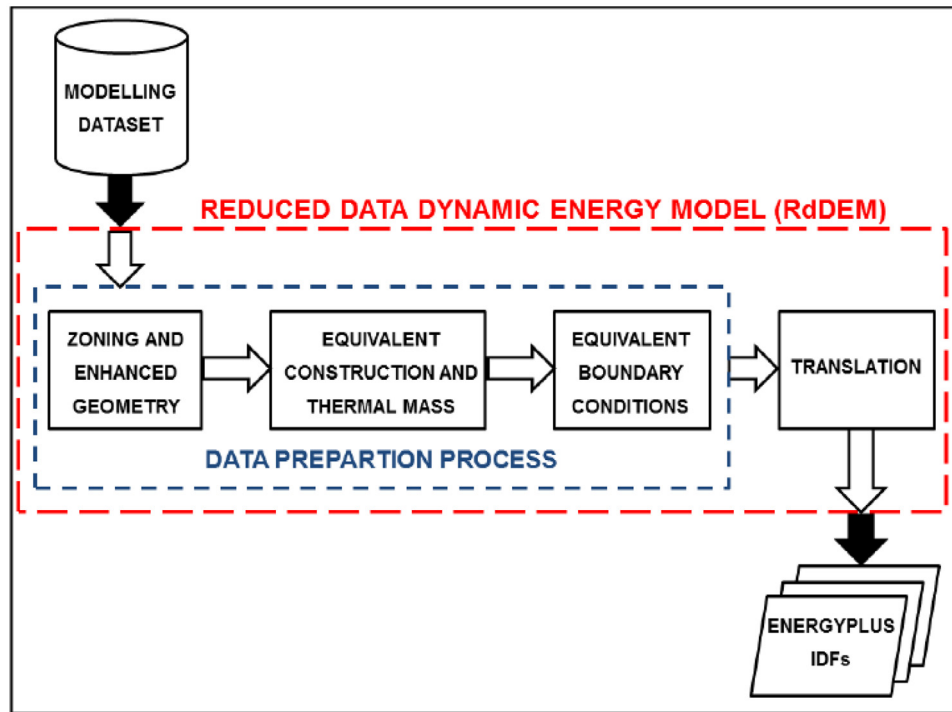 MODELLING
DATASET
REDUCED DATA DYNAMIC ENERGY MODEL (RdDEM)
ZONING AND
ENHANCED
GEOMETRY
EQUIVALENT
CONSTRUCTION AND
THERMAL MASS
EQUIVALENT
BOUNDARY
CONDITIONS
TRANSLATION
DATA PREPARTION PROCESS
ENERGYPLUS
IDFs